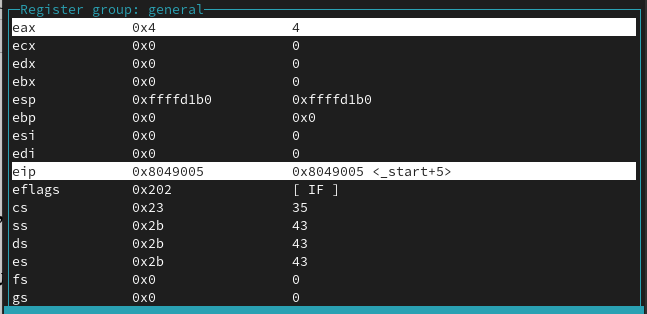 Register group: general
eax 0x4 4
ecx 0x0 0
edx 0x0 0
ebx 0x0 0
esp 0xffffd1b0 0xffffd1b0
ebp 0x0 0x0
esi 0x0 0
edi 0x0 0
eip 0x8049005 0x8049005 <_start+5>
eflags 0x202 [ IF ]
cs 0x23 35
ss 0x2b 43
ds 0x2b 43
es 0x2b 43
fs 0x0 0
gs 0x0 0